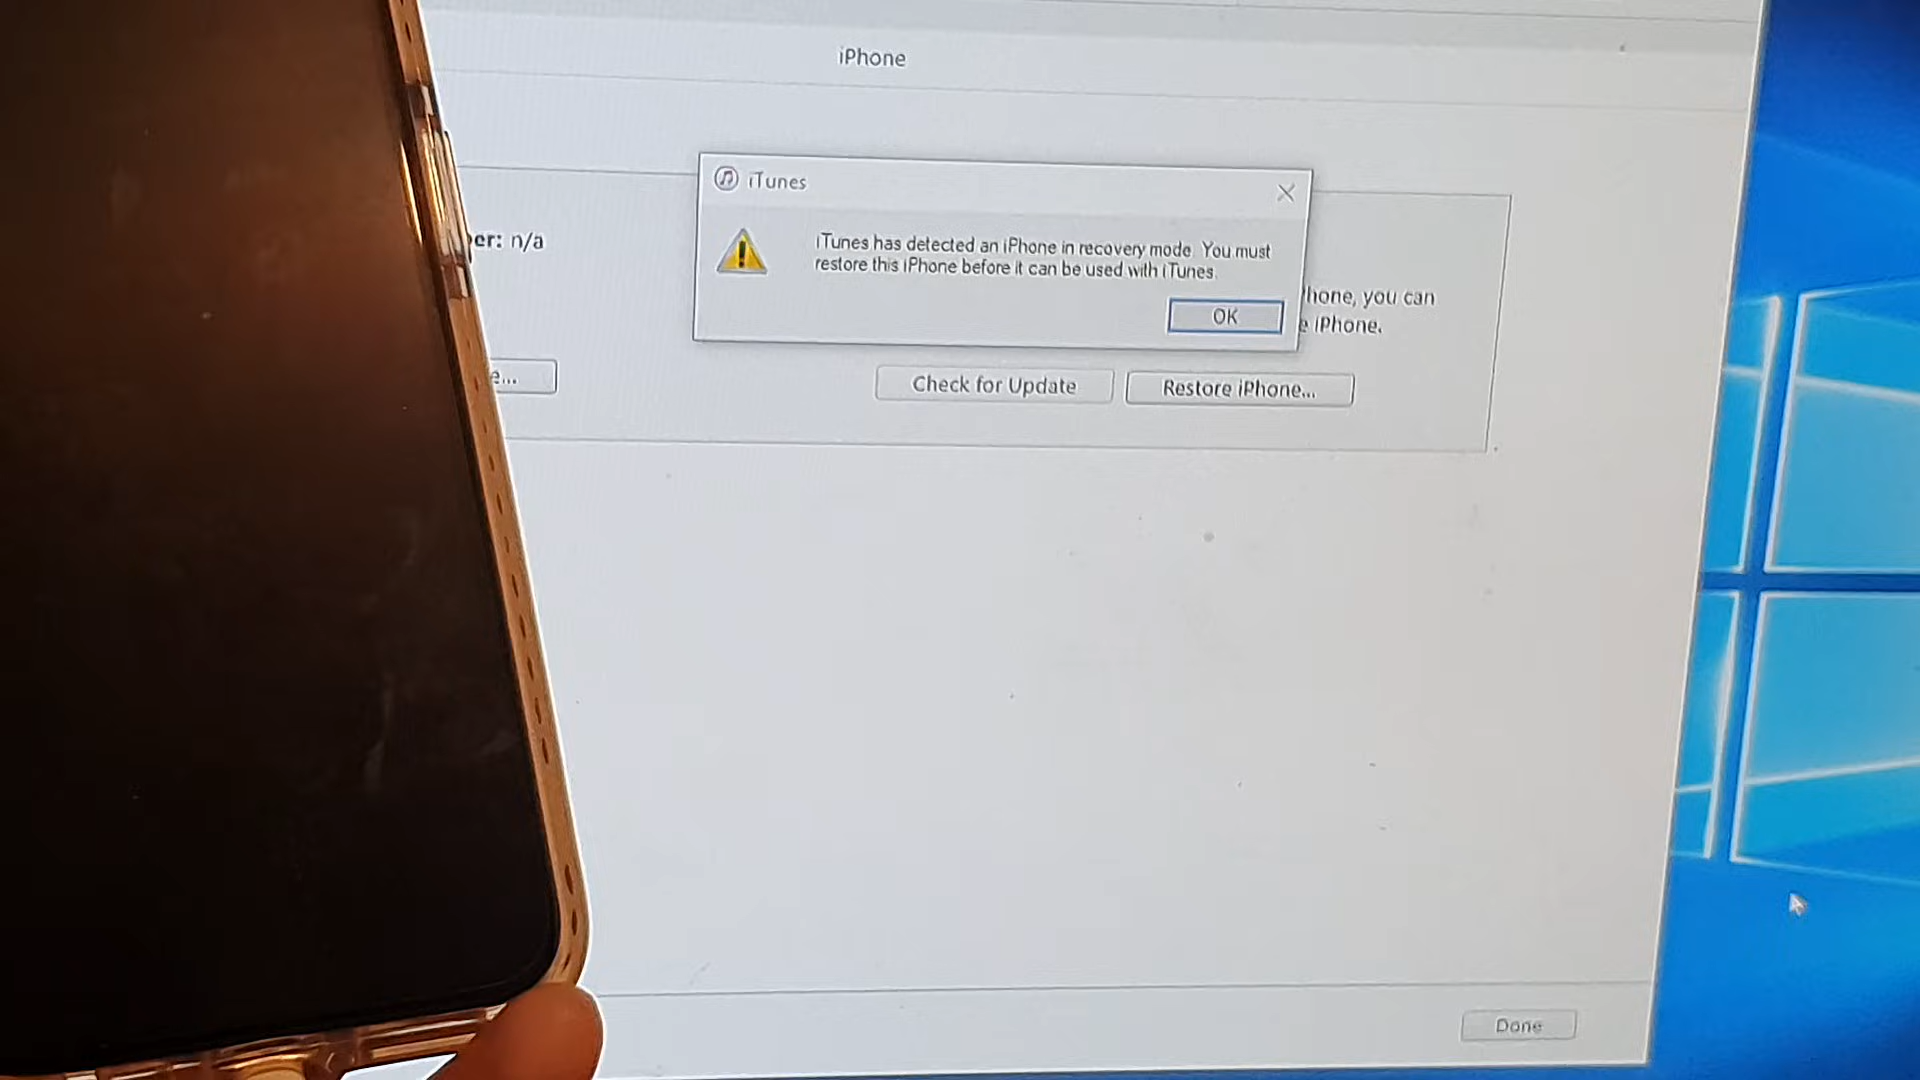 iPhone
iTunes
er: n/a
iTunes has detected an iPhone in recovery mode. You must
restore this iPhone before it can be used with iTunes.
OK
hone, you can
e iPhone.
e...
Check for Update
Restore iPhone...
Done